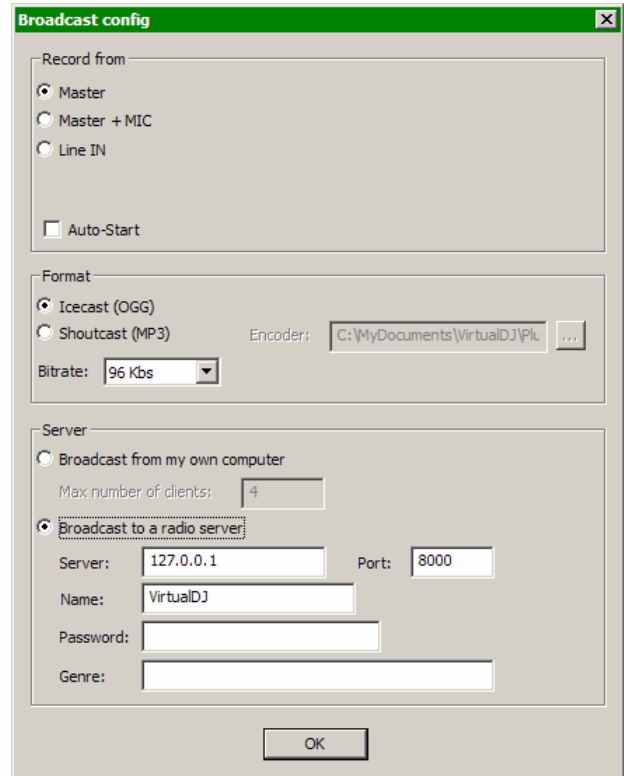 Broadcast config
Record from
Master
Master + MIC
Line IN
Auto-Start
Format
Icecast (OGG)
Shoutcast (MP3) Encoder: C:\MyDocuments\VirtualDJ\Plu ...
Bitrate: 96 Kbs
Server
Broadcast from my own computer
Max number of clients: 4
Broadcast to a radio server
Server: 127.0.0.1 Port: 8000
Name: VirtualDJ
Password:
Genre:
OK